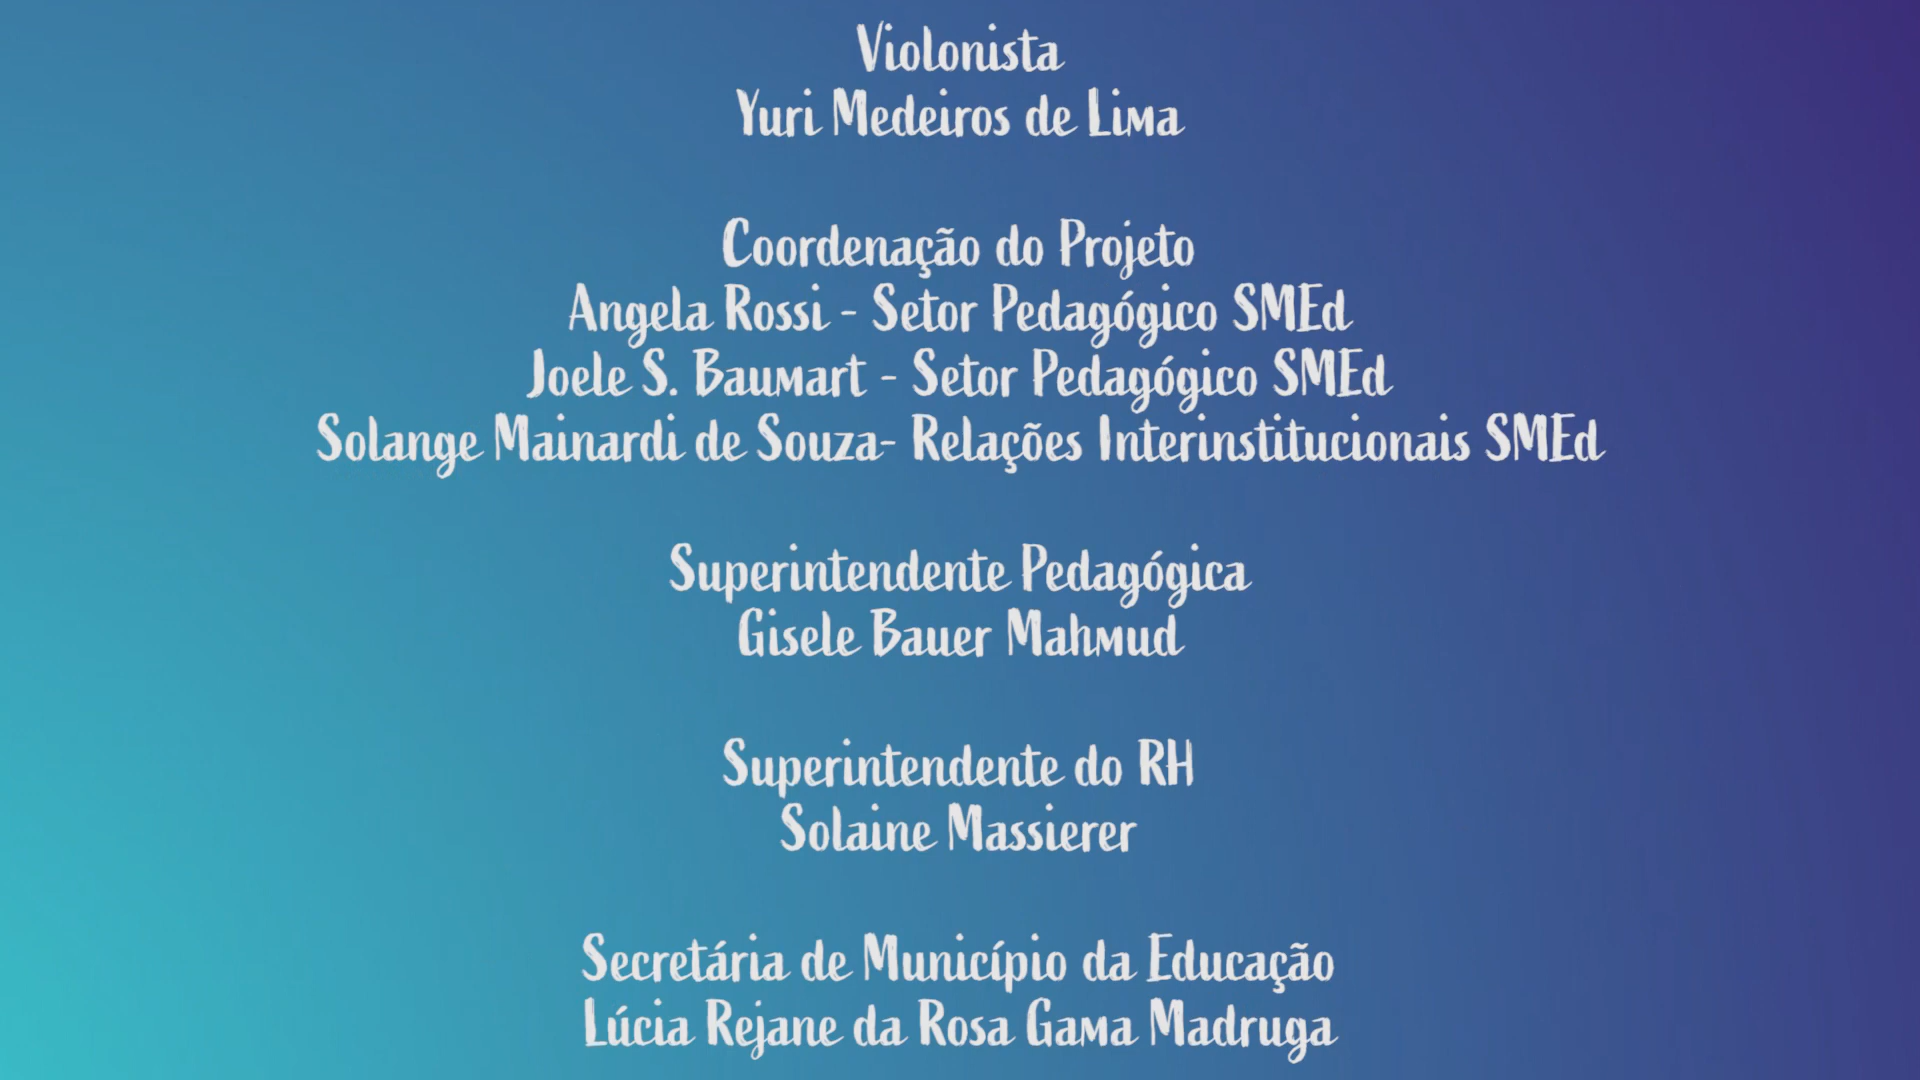 Violonista
Yuri Medeiros de Lima
Coordenação do Projeto
Angela Rossi - Setor Pedagógico SMEd
Joele S. Baumart - Setor Pedagógico SMEd
Solange Mainardi de Souza- Relações Interinstitucionais SMEd
Superintendente Pedagógica
Gisele Bauer Mahmud
Superintendente do RH
Solaine Massierer
Secretária de Município da Educação
Lúcia Rejane da Rosa Gama Madruga